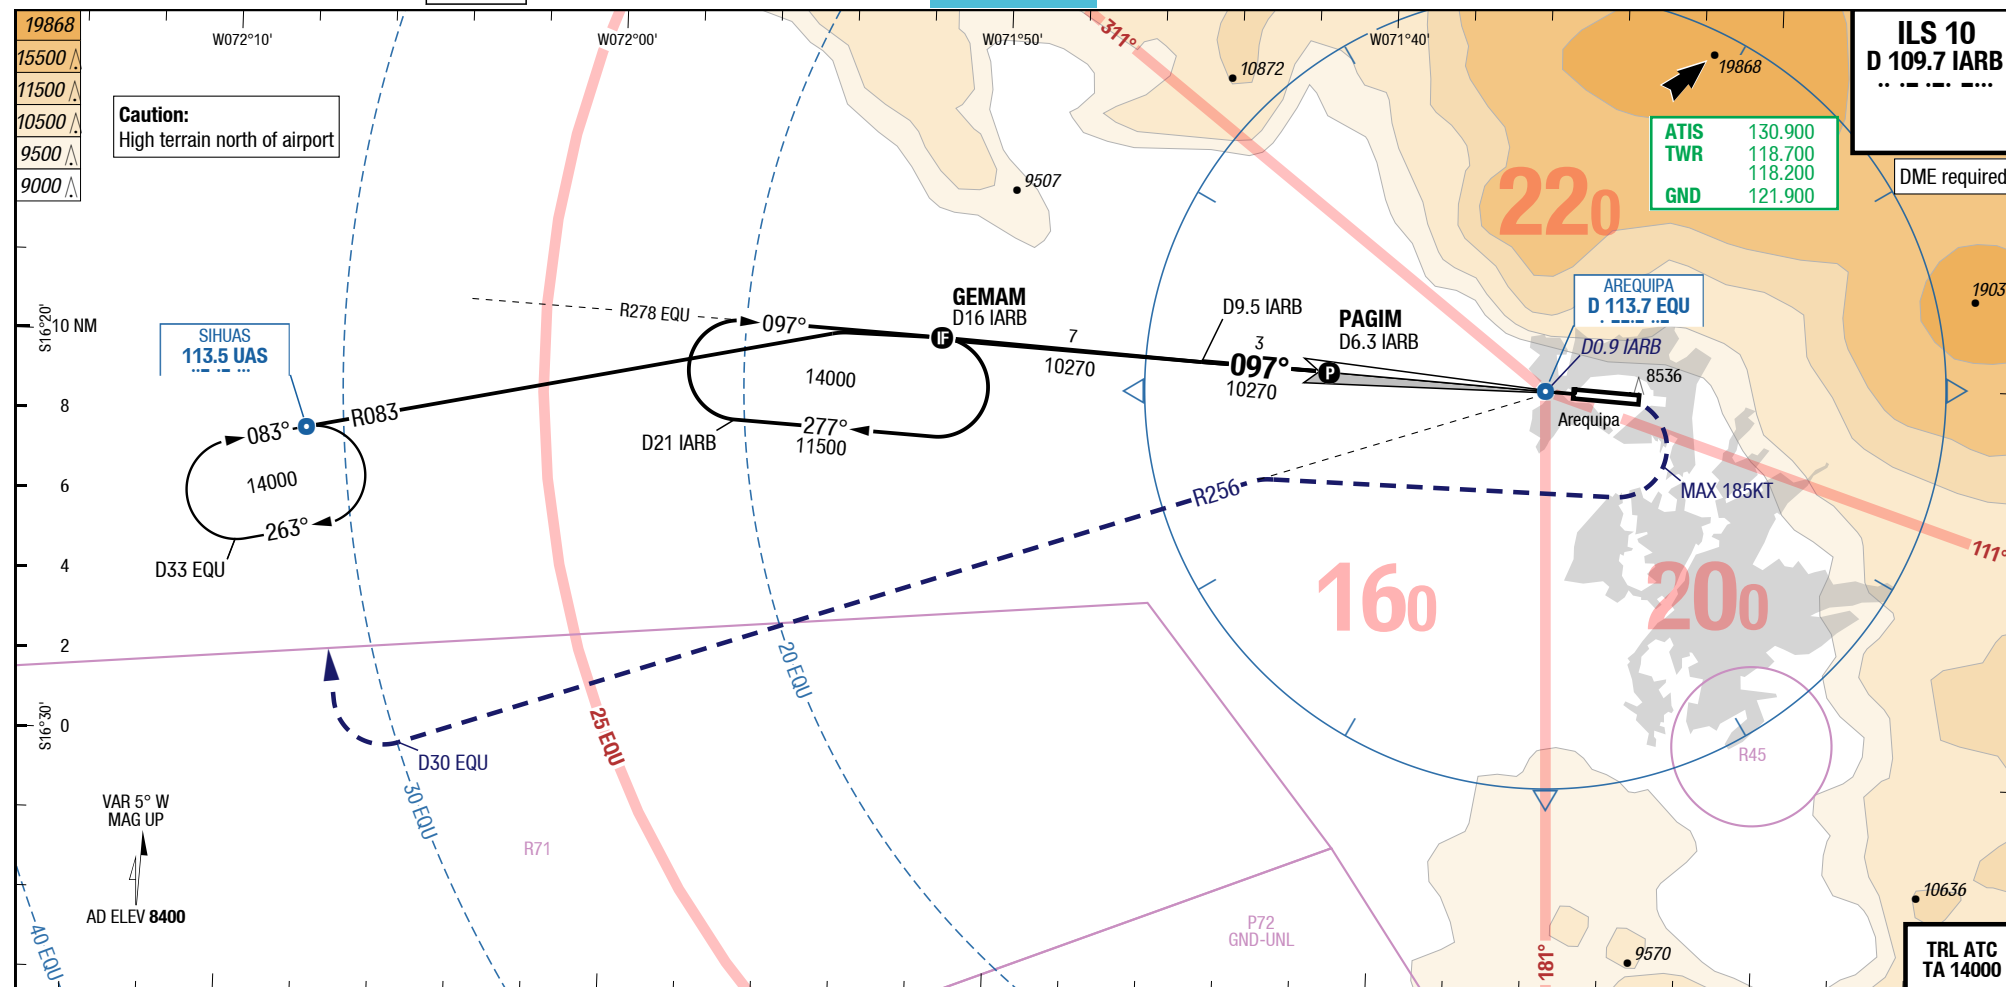 19868
15500
11500
10500
9500
9000
W072°10'
W072°00'
W071°50'
W071°40'
311°
ILS 10
D 109.7 IARB
DME required
Caution:
High terrain north of airport
10872
19868
ATIS 130.900
TWR 118.700
118.200
GND 121.900
9507
220
1903
S16°20'
10 NM
8
6
4
2
0
S16°30'
SIHUAS
113.5 UAS
R278 EQU
097°
GEMAM
D16 IARB
IF
7
10270
D9.5 IARB
3
097°
10270
PAGIM
D6.3 IARB
P
AREQUIPA
D 113.7 EQU
D0.9 IARB
8536
Arequipa
083°
R083
14000
263°
D33 EQU
14000
277°
11500
D21 IARB
R256
MAX 185KT
111°
160
200
20 EQU
25 EQU
30 EQU
40 EQU
D30 EQU
R45
R71
P72
GND-UNL
VAR 5° W
MAG UP
AD ELEV 8400
181°
10636
9570
TRL ATC
TA 14000